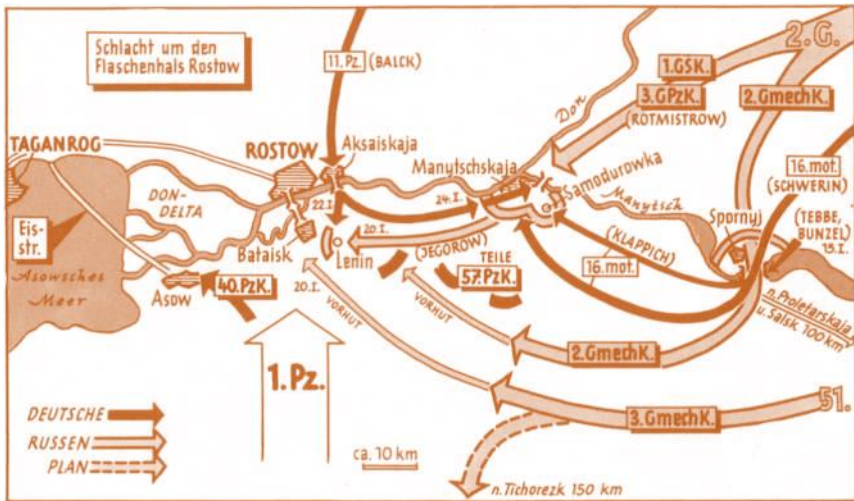 Schlacht um den
Flaschenhals Rostow
11. Pz. (BALCK)
2. G.
1. GSK.
3. GPzK.
(ROTMISTROW)
2. GmechK.
Don
TAGANROG
ROSTOW
Aksaiskaja
Manytschskaja
Samodurowka
Manytsch
16. mot.
(SCHWERIN)
Spornyj
(TEBBE,
BUNZEL)
15. I.
DON-
DELTA
22. I.
24. I.
20. I.
(JEGOROW)
(KLAPPICH)
Eis-
str.
Bataisk
Lenin
TEILE
57. PzK.
16. mot.
Asowsches
Meer
Asow
40. PzK.
20. I.
VORHUT
VORHUT
n. Proletarskaja
u. Salsk 100 km
1. Pz.
2. GmechK.
3. GmechK.
51.
DEUTSCHE
RUSSEN
PLAN
ca. 10 km
n. Tichorezk 150 km